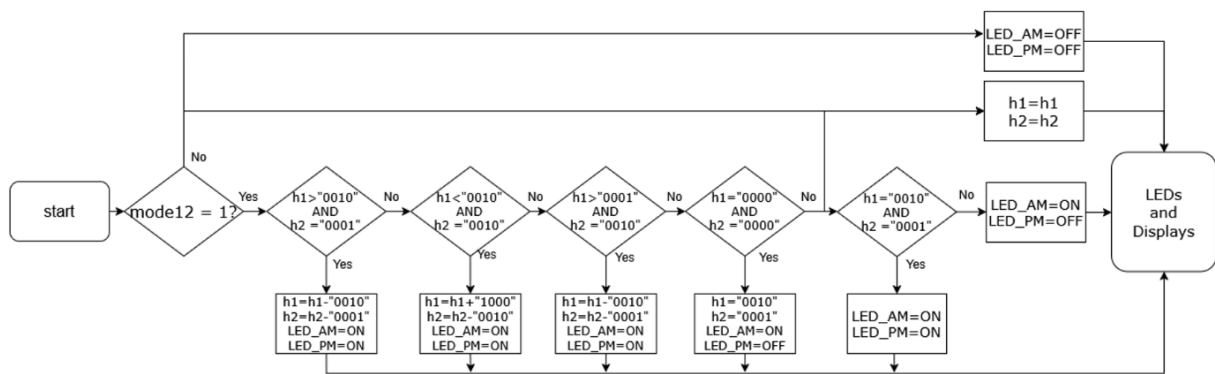 LED_AM=OFF
LED_PM=OFF
h1=h1
h2=h2
No
start
mode12 = 1?
Yes
h1>"0010"
AND
h2 ="0001"
No
h1<"0010"
AND
h2 ="0010"
No
h1>"0001"
AND
h2 ="0010"
No
h1="0000"
AND
h2 ="0000"
No
h1="0010"
AND
h2 ="0001"
No
LED_AM=ON
LED_PM=OFF
LEDs
and
Displays
Yes
Yes
Yes
Yes
Yes
h1=h1-"0010"
h2=h2-"0001"
LED_AM=ON
LED_PM=ON
h1=h1+"1000"
h2=h2-"0010"
LED_AM=ON
LED_PM=ON
h1=h1-"0010"
h2=h2-"0001"
LED_AM=ON
LED_PM=ON
h1="0010"
h2="0001"
LED_AM=ON
LED_PM=OFF
LED_AM=ON
LED_PM=ON